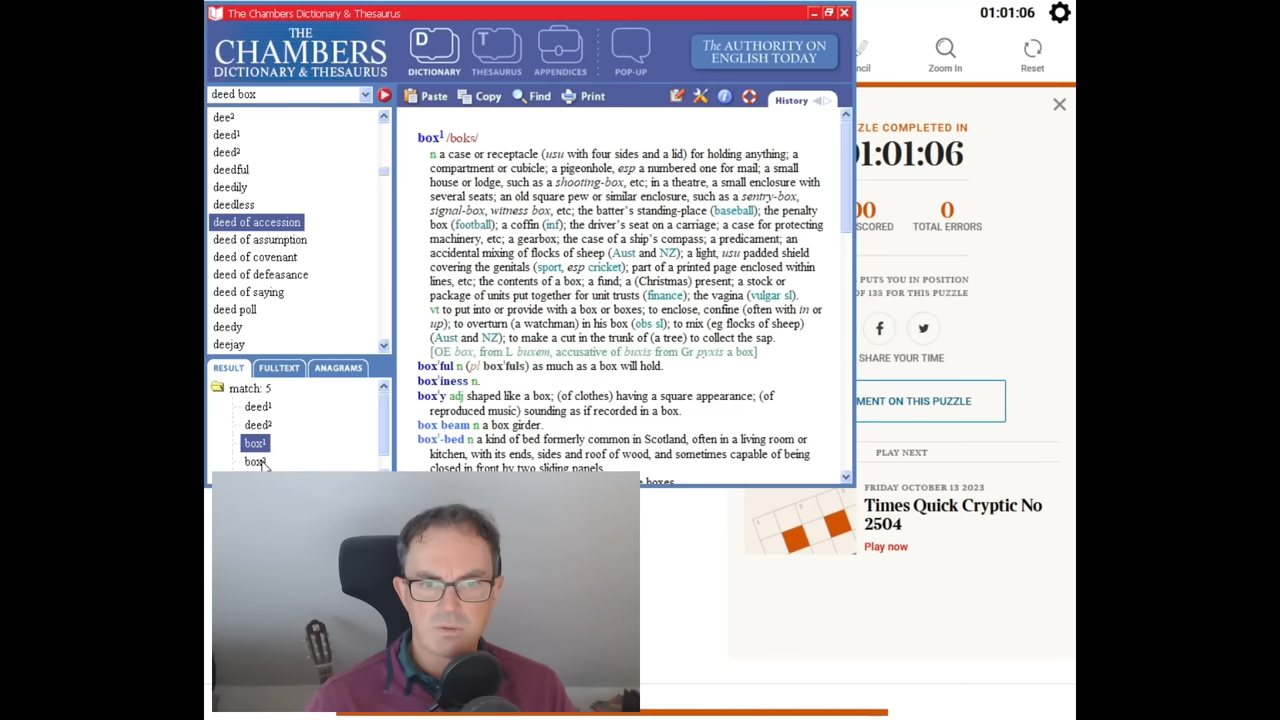 The Chambers Dictionary & Thesaurus
01:01:06
THE
CHAMBERS
DICTIONARY & THESAURUS
D
DICTIONARY
T
THESAURUS
APPENDICES
POP-UP
The AUTHORITY ON
ENGLISH TODAY
Zoom In
Reset
deed box
Paste
Copy
Find
Print
History
dee²
deed¹
deed²
deedful
deedily
deedless
deed of accession
deed of assumption
deed of covenant
deed of defeasance
deed of saying
deed poll
deedy
deejay
RESULT
FULLTEXT
ANAGRAMS
match: 5
deed¹
deed²
box¹
box²
box¹ /boks/
n a case or receptacle (usu with four sides and a lid) for holding anything; a
compartment or cubicle; a pigeonhole, esp a numbered one for mail; a small
house or lodge, such as a shooting-box, etc; in a theatre, a small enclosure with
several seats; an old square pew or similar enclosure, such as a sentry-box,
signal-box, witness box, etc; the batter's standing-place (baseball); the penalty
box (football); a coffin (inf); the driver's seat on a carriage; a case for protecting
machinery, etc; a gearbox; the case of a ship's compass; a predicament; an
accidental mixing of flocks of sheep (Aust and NZ); a light, usu padded shield
covering the genitals (sport, esp cricket); part of a printed page enclosed within
lines, etc; the contents of a box; a fund; a (Christmas) present; a stock or
package of units put together for unit trusts (finance); the vagina (vulgar sl).
vt to put into or provide with a box or boxes; to enclose, confine (often with in or
up); to overturn (a watchman) in his box (obs sl); to mix (eg flocks of sheep)
(Aust and NZ); to make a cut in the trunk of (a tree) to collect the sap.
[OE box, from L buxem, accusative of buxis from Gr pyxis a box]
box'ful n (pl box'fuls) as much as a box will hold.
box'iness n.
box'y adj shaped like a box; (of clothes) having a square appearance; (of
reproduced music) sounding as if recorded in a box.
box beam n a box girder.
box'-bed n a kind of bed formerly common in Scotland, often in a living room or
kitchen, with its ends, sides and roof of wood, and sometimes capable of being
closed in front by two sliding panels.
boxes.
ZLE COMPLETED IN
1:01:06
00
0
SCORED
TOTAL ERRORS
PUTS YOU IN POSITION
OF 135 FOR THIS PUZZLE
SHARE YOUR TIME
MENT ON THIS PUZZLE
PLAY NEXT
FRIDAY OCTOBER 13 2023
Times Quick Cryptic No
2504
Play now